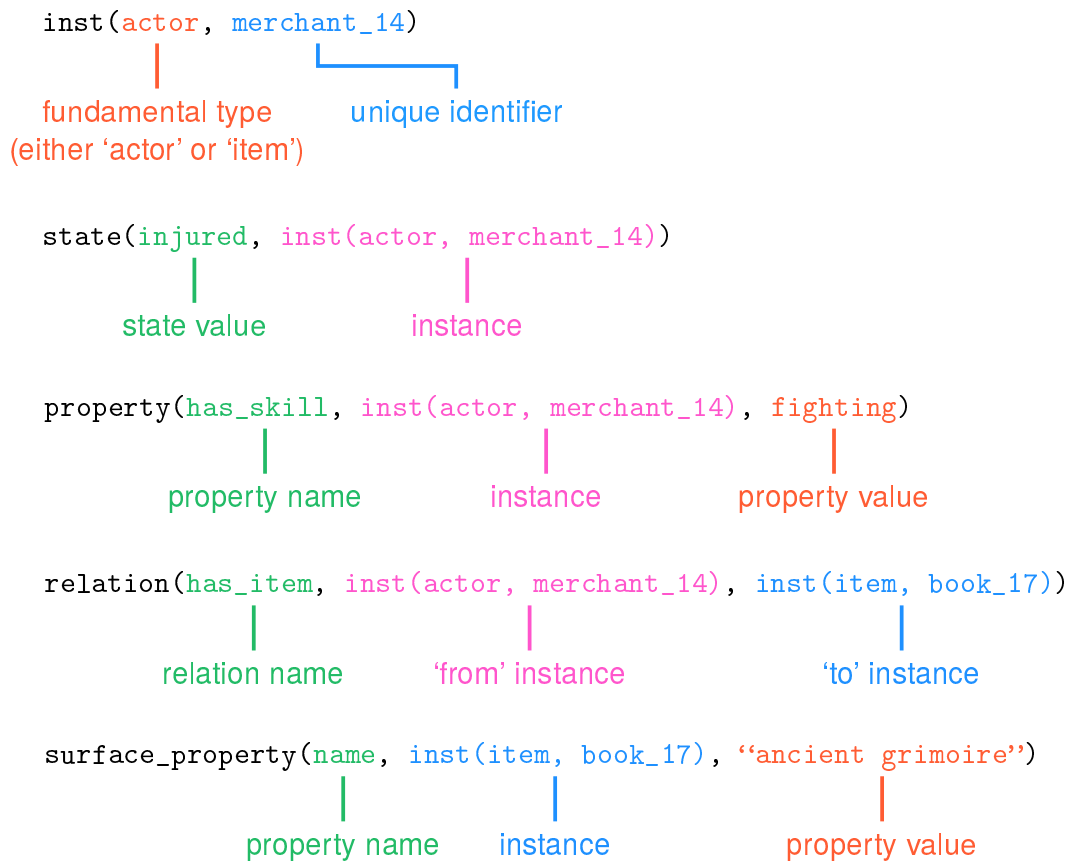 inst(actor, merchant_14)
fundamental type unique identifier
(either ‘actor’ or ‘item’)
state(injured, inst(actor, merchant_14))
state value instance
property(has_skill, inst(actor, merchant_14), fighting)
property name instance property value
relation(has_item, inst(actor, merchant_14), inst(item, book_17))
relation name ‘from’ instance ‘to’ instance
surface_property(name, inst(item, book_17), “ancient grimoire”)
property name instance property value